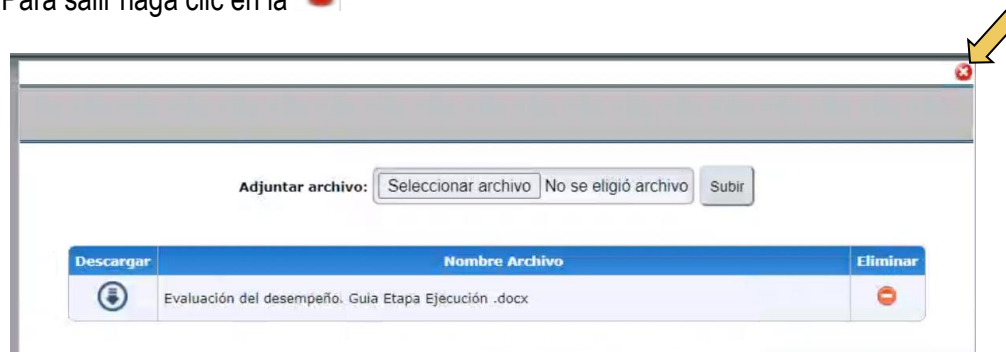 Para salir haga clic en la
Adjuntar archivo: Seleccionar archivo No se eligió archivo Subir
Descargar Nombre Archivo Eliminar
Evaluación del desempeño. Guia Etapa Ejecución .docx